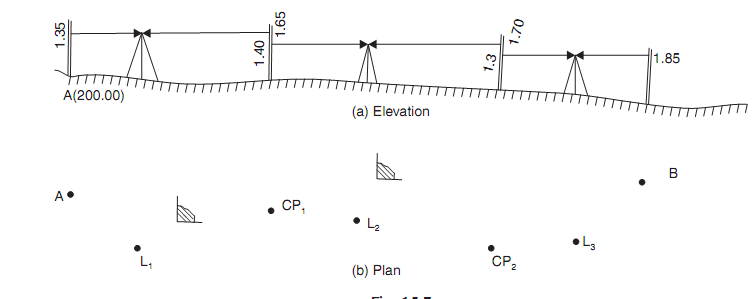 1.35
1.65
1.40
1.70
1.3
1.85
A(200.00)
(a) Elevation
A
B
CP1
L2
L3
L1
CP2
(b) Plan